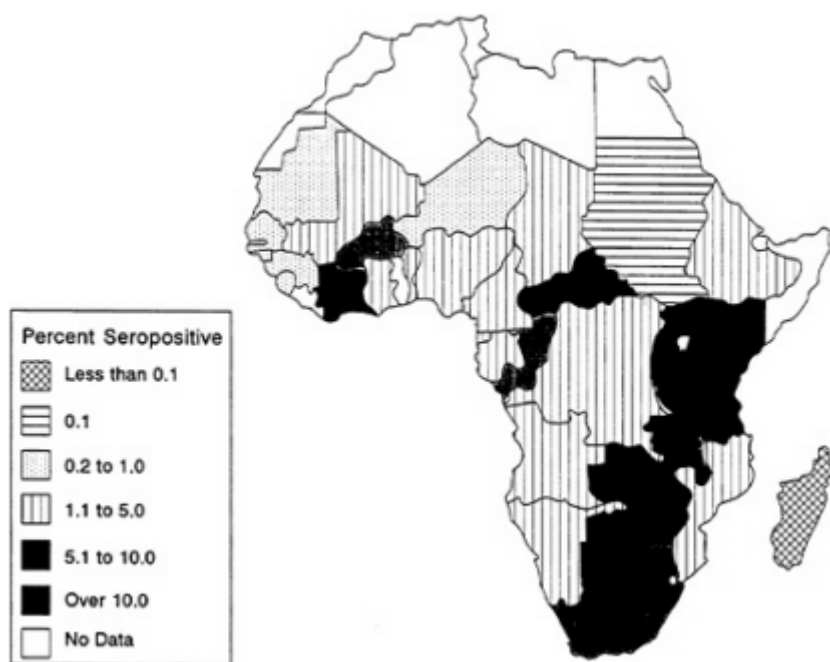 Percent Seropositive
Less than 0.1
0.1
0.2 to 1.0
1.1 to 5.0
5.1 to 10.0
Over 10.0
No Data